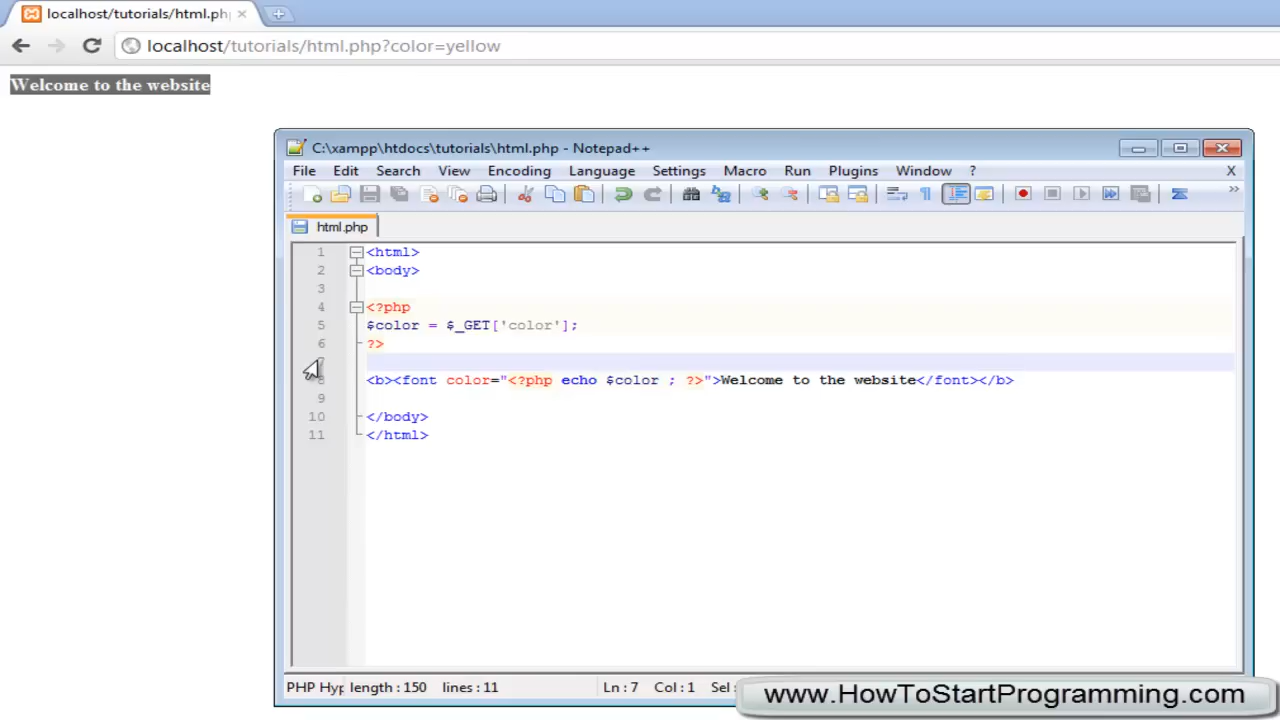 localhost/tutorials/html.ph
localhost/tutorials/html.php?color=yellow
Welcome to the website
C:\xampp\htdocs\tutorials\html.php - Notepad++
File Edit Search View Encoding Language Settings Macro Run Plugins Window ? X
html.php
1 <html>
2 <body>
3
4 <?php
5 $color = $_GET['color'];
6 ?>
8 <b><font color="<?php echo $color ; ?>">Welcome to the website</font></b>
9
10 </body>
11 </html>
PHP Hyp length : 150 lines : 11 Ln : 7 Col : 1 Sel :
www.HowToStartProgramming.com